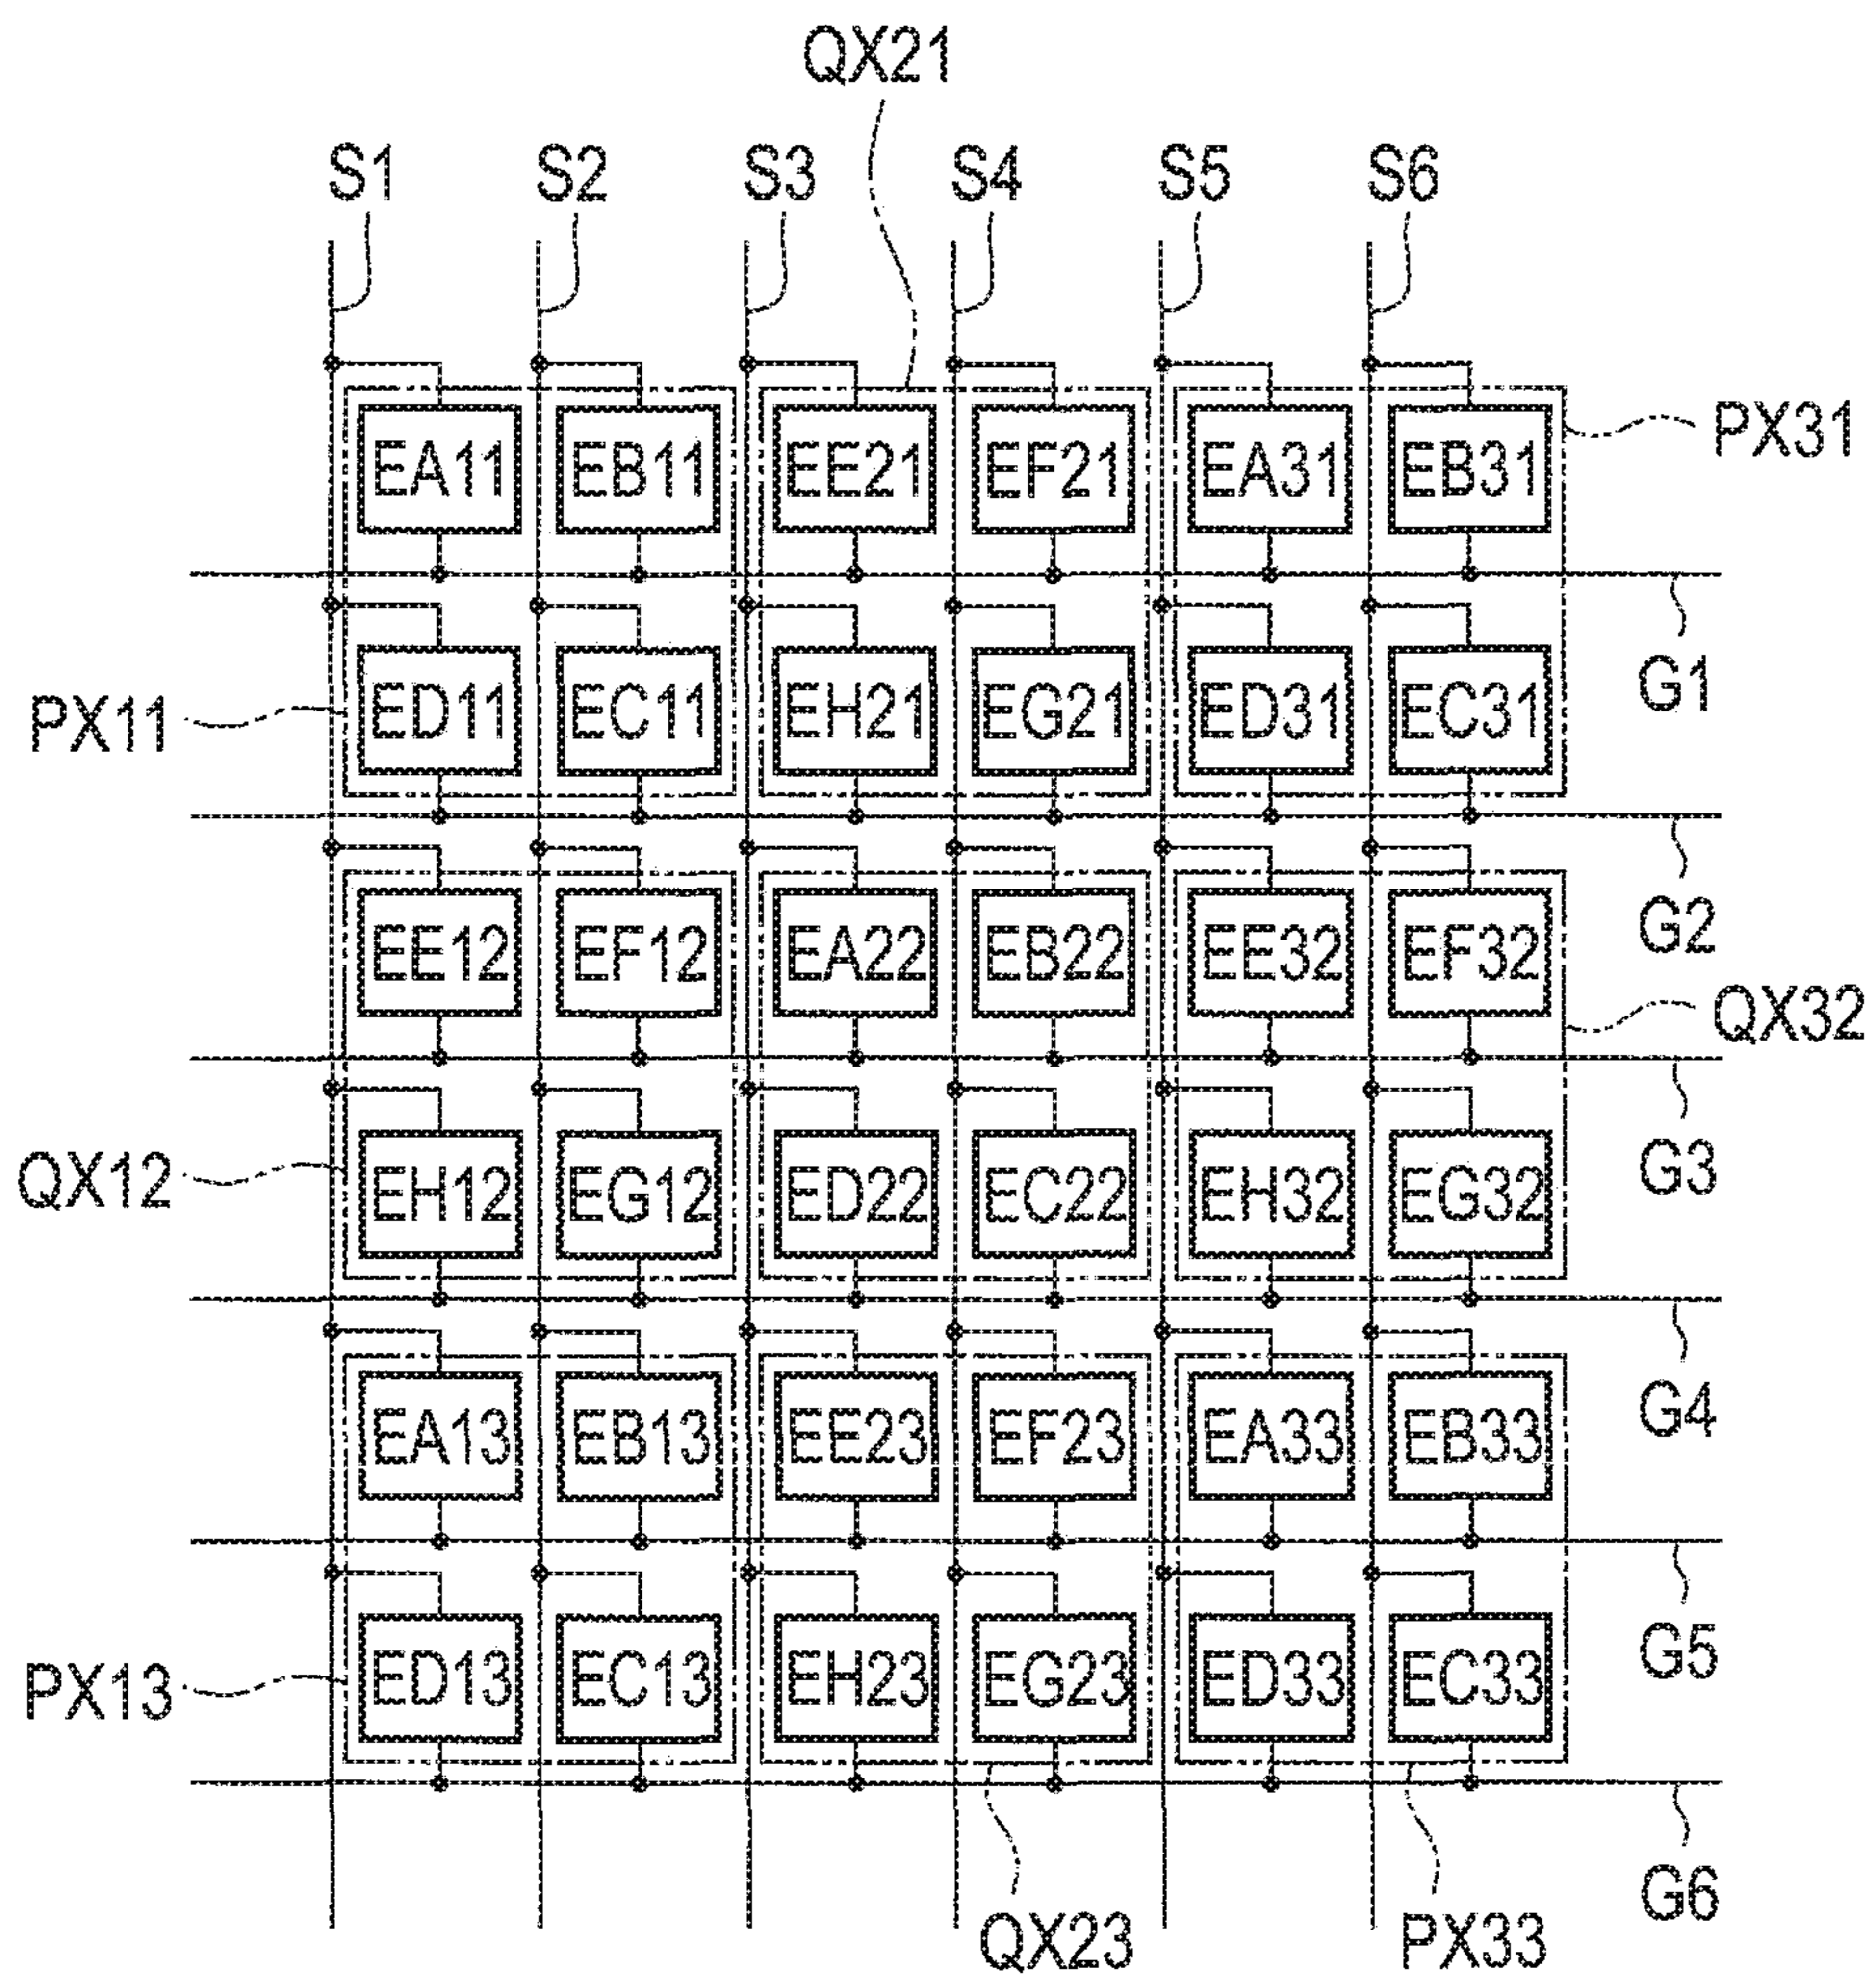 QX21
S1 S2 S3 S4 S5 S6
EA11 EB11 EE21 EF21 EA31 EB31
PX31
G1
PX11
ED11 EC11 EH21 EG21 ED31 EC31
G2
EE12 EF12 EA22 EB22 EE32 EF32
QX32
G3
QX12
EH12 EG12 ED22 EC22 EH32 EG32
G4
EA13 EB13 EE23 EF23 EA33 EB33
G5
PX13
ED13 EC13 EH23 EG23 ED33 EC33
G6
QX23
PX33